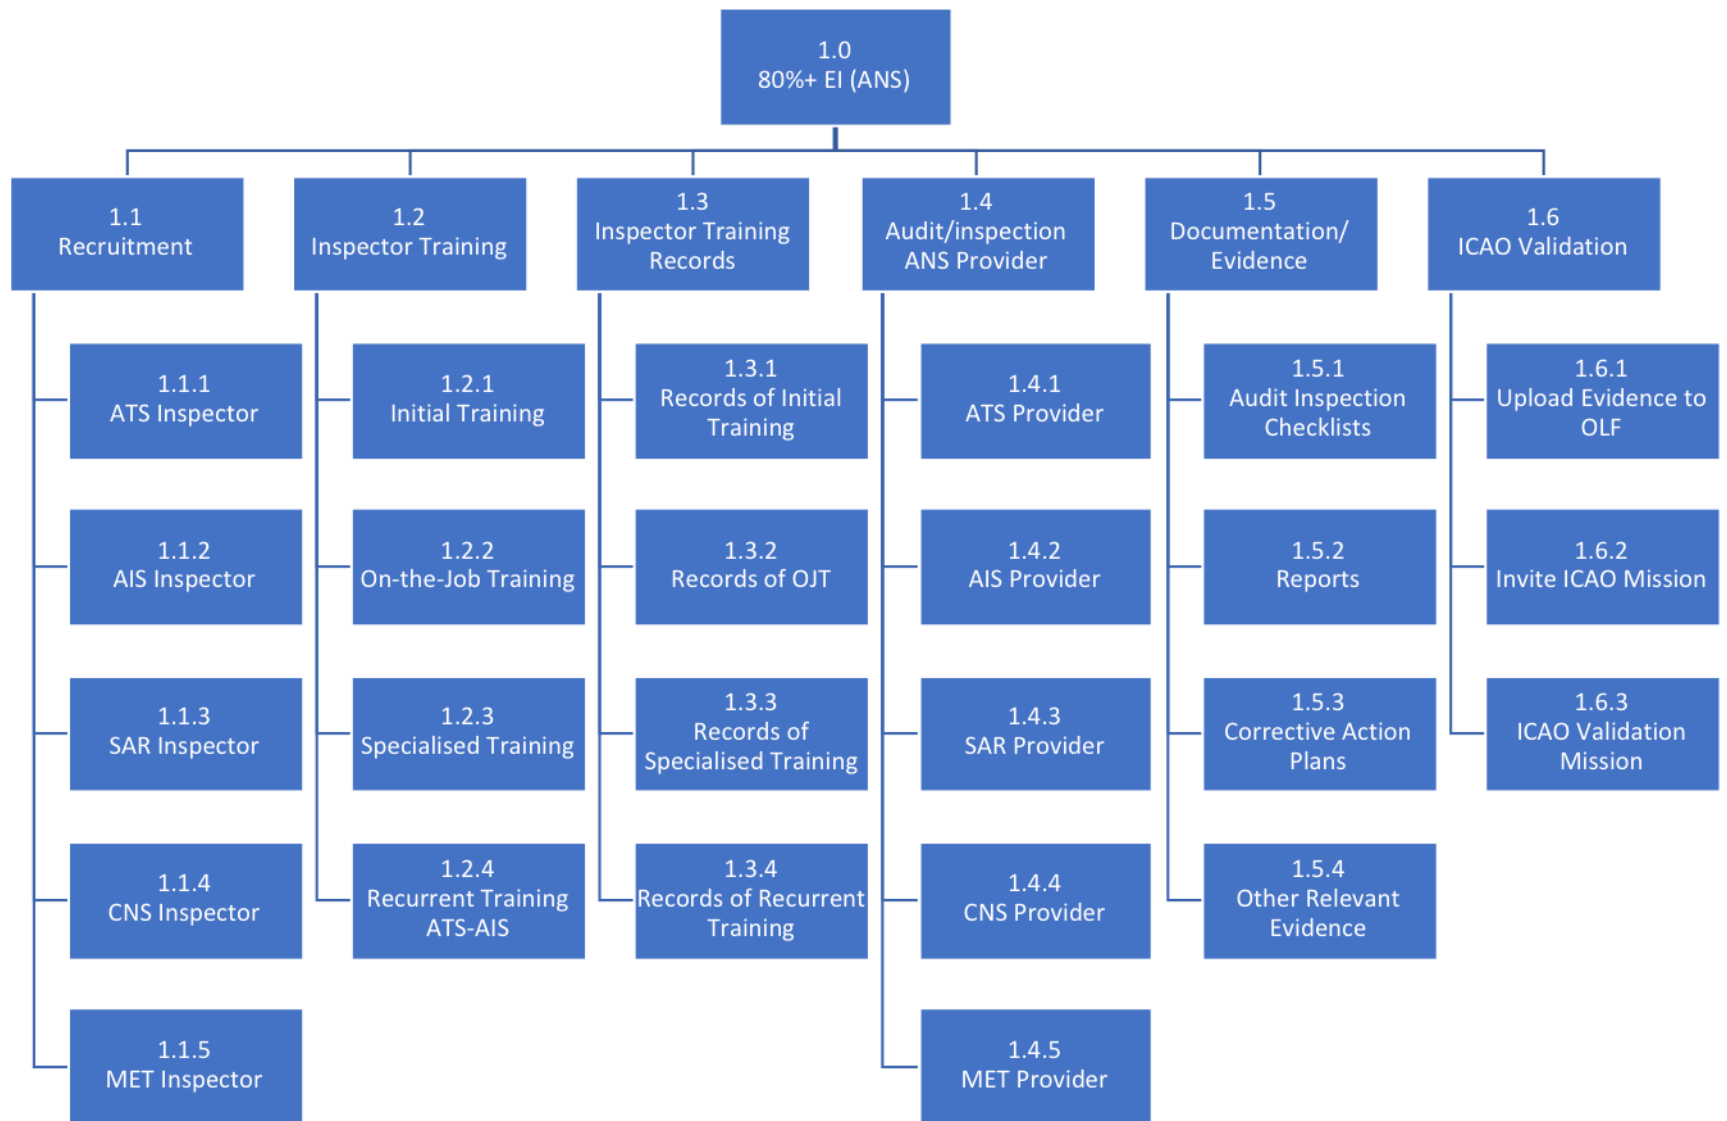 1.0
80%+ EI (ANS)
1.1
Recruitment
1.1.1
ATS Inspector
1.1.2
AIS Inspector
1.1.3
SAR Inspector
1.1.4
CNS Inspector
1.1.5
MET Inspector
1.2
Inspector Training
1.2.1
Initial Training
1.2.2
On-the-Job Training
1.2.3
Specialised Training
1.2.4
Recurrent Training
ATS-AIS
1.3
Inspector Training
Records
1.3.1
Records of Initial
Training
1.3.2
Records of OJT
1.3.3
Records of
Specialised Training
1.3.4
Records of Recurrent
Training
1.4
Audit/inspection
ANS Provider
1.4.1
ATS Provider
1.4.2
AIS Provider
1.4.3
SAR Provider
1.4.4
CNS Provider
1.4.5
MET Provider
1.5
Documentation/
Evidence
1.5.1
Audit Inspection
Checklists
1.5.2
Reports
1.5.3
Corrective Action
Plans
1.5.4
Other Relevant
Evidence
1.6
ICAO Validation
1.6.1
Upload Evidence to
OLF
1.6.2
Invite ICAO Mission
1.6.3
ICAO Validation
Mission